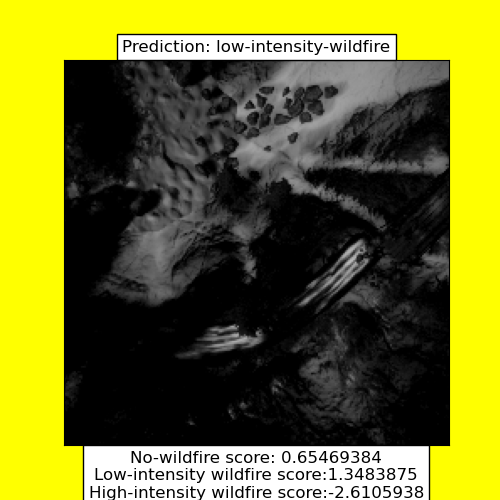 Prediction: low-intensity-wildfire
No-wildfire score: 0.65469384
Low-intensity wildfire score:1.3483875
High-intensity wildfire score:-2.6105938